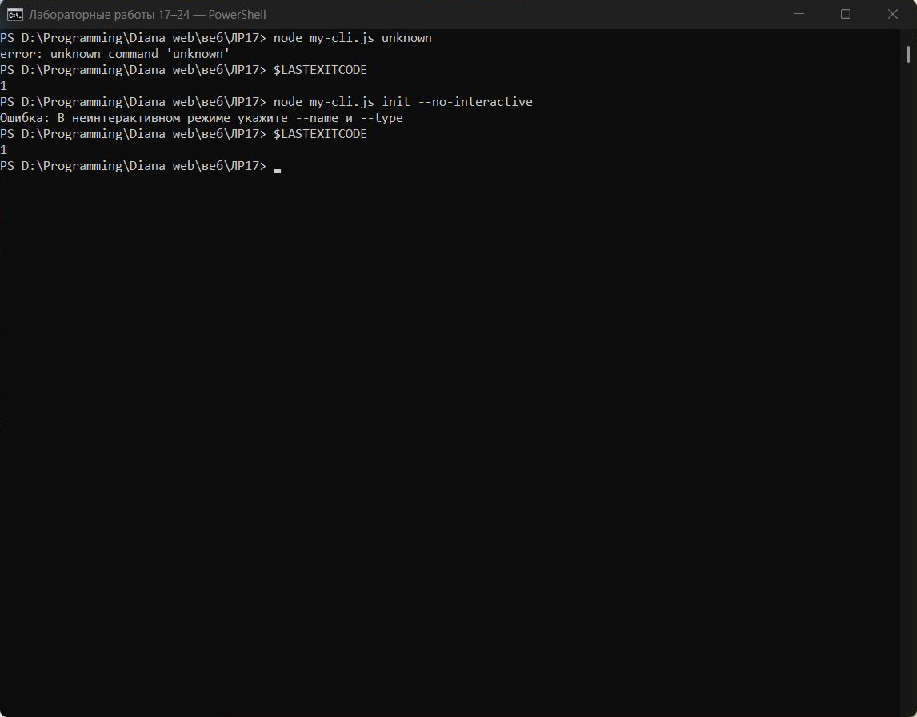 Лабораторные работы 17–24 — PowerShell
PS D:\Programming\Diana web\веб\ЛР17> node my-cli.js unknown
error: unknown command 'unknown'
PS D:\Programming\Diana web\веб\ЛР17> $LASTEXITCODE
1
PS D:\Programming\Diana web\веб\ЛР17> node my-cli.js init --no-interactive
Ошибка: В неинтерактивном режиме укажите --name и --type
PS D:\Programming\Diana web\веб\ЛР17> $LASTEXITCODE
1
PS D:\Programming\Diana web\веб\ЛР17>